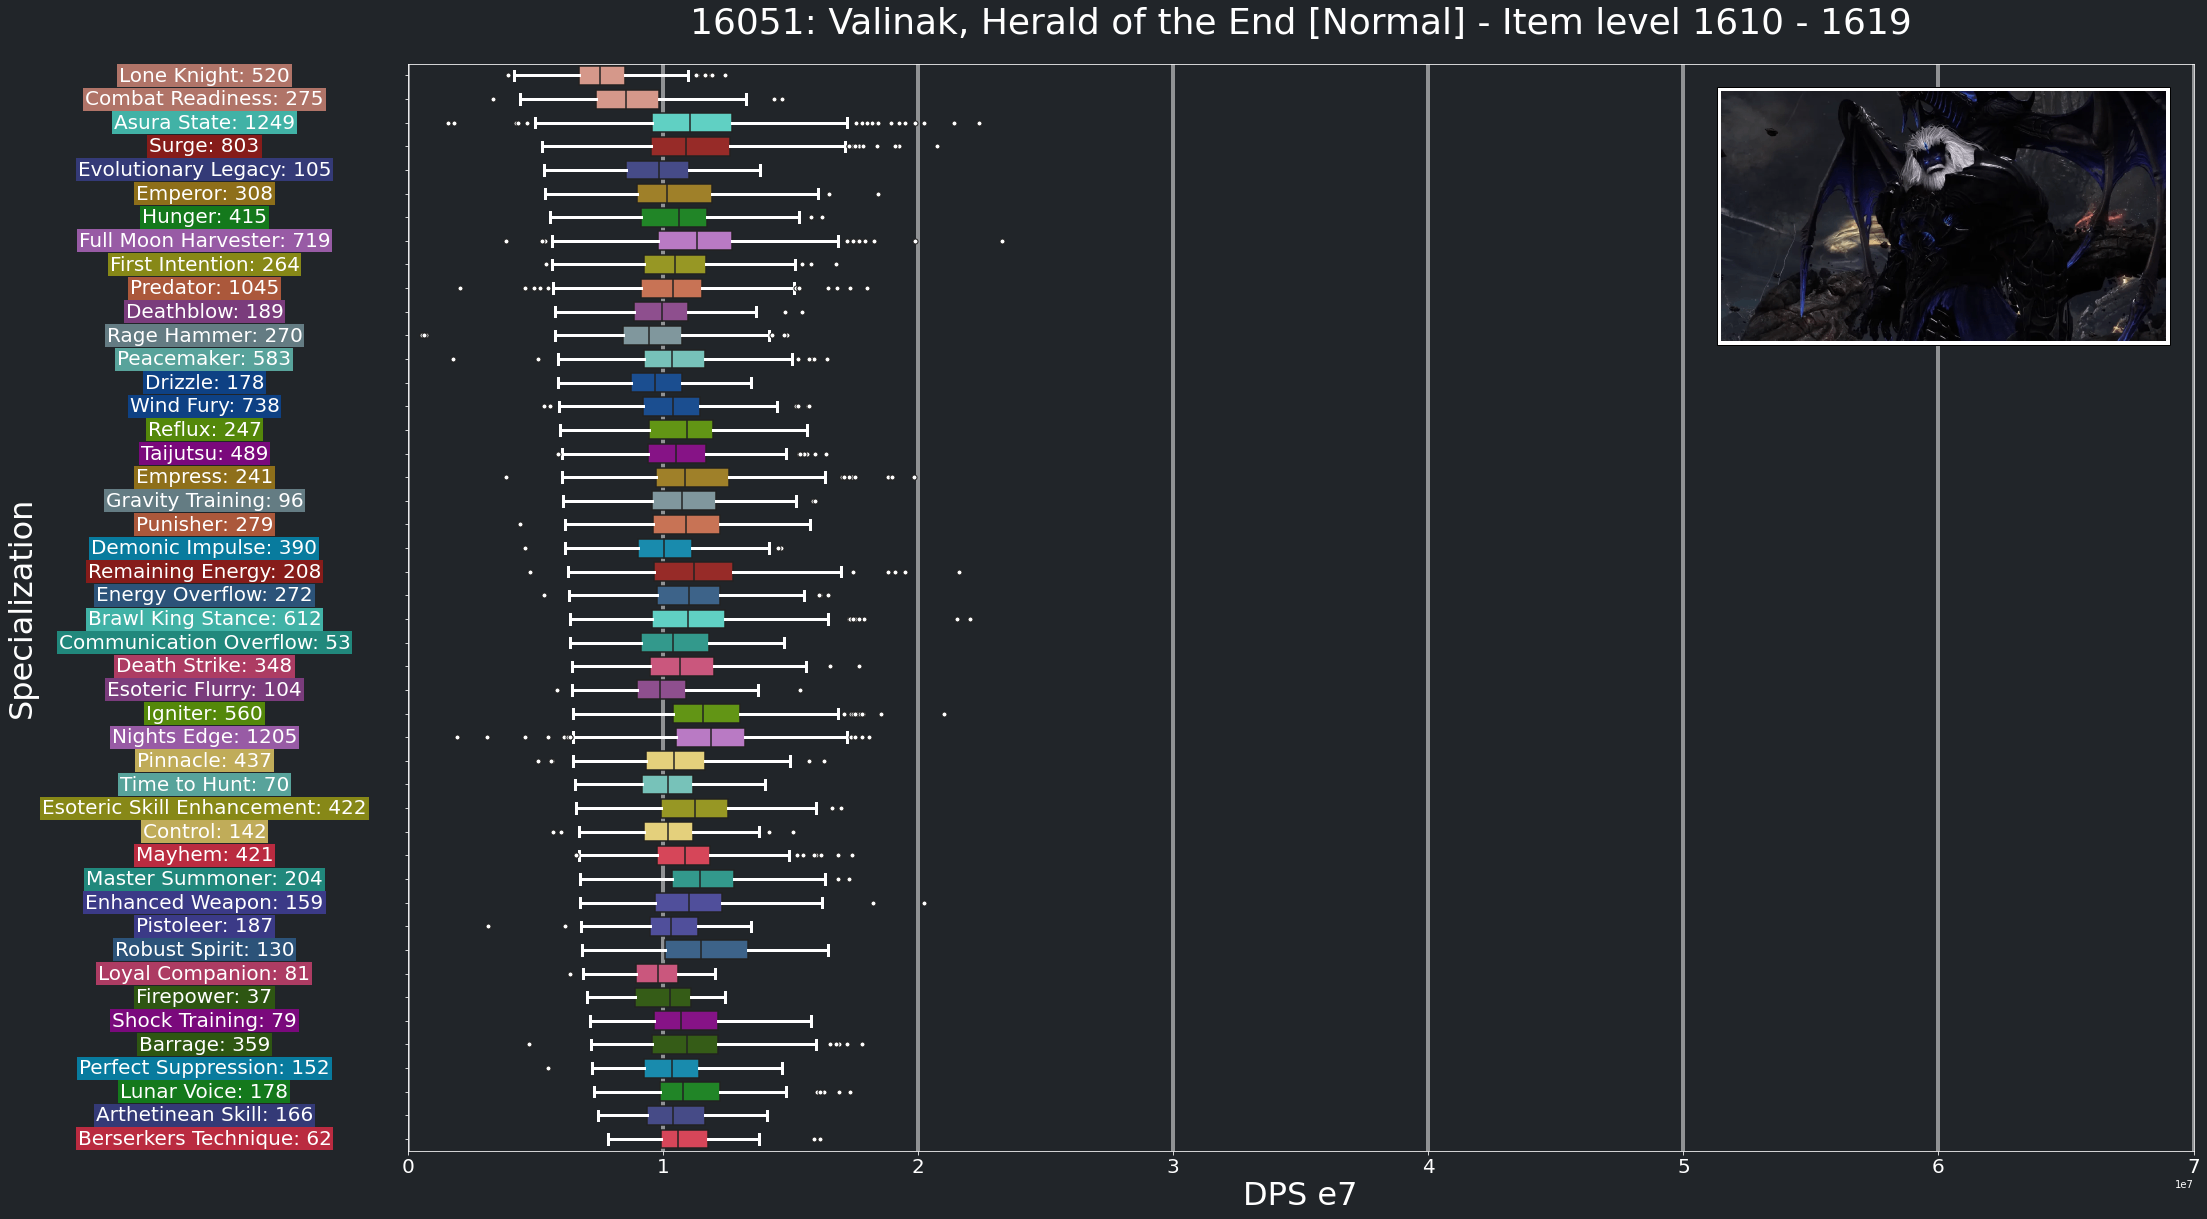 16051: Valinak, Herald of the End [Normal] - Item level 1610 - 1619
Lone Knight: 520
Combat Readiness: 275
Asura State: 1249
Surge: 803
Evolutionary Legacy: 105
Emperor: 308
Hunger: 415
Full Moon Harvester: 719
First Intention: 264
Predator: 1045
Deathblow: 189
Rage Hammer: 270
Peacemaker: 583
Drizzle: 178
Wind Fury: 738
Reflux: 247
Taijutsu: 489
Empress: 241
Gravity Training: 96
Punisher: 279
Demonic Impulse: 390
Remaining Energy: 208
Energy Overflow: 272
Brawl King Stance: 612
Communication Overflow: 53
Death Strike: 348
Esoteric Flurry: 104
Igniter: 560
Nights Edge: 1205
Pinnacle: 437
Time to Hunt: 70
Esoteric Skill Enhancement: 422
Control: 142
Mayhem: 421
Master Summoner: 204
Enhanced Weapon: 159
Pistoleer: 187
Robust Spirit: 130
Loyal Companion: 81
Firepower: 37
Shock Training: 79
Barrage: 359
Perfect Suppression: 152
Lunar Voice: 178
Arthetinean Skill: 166
Berserkers Technique: 62
Specialization
0 1 2 3 4 5 6 7
1e7
DPS e7